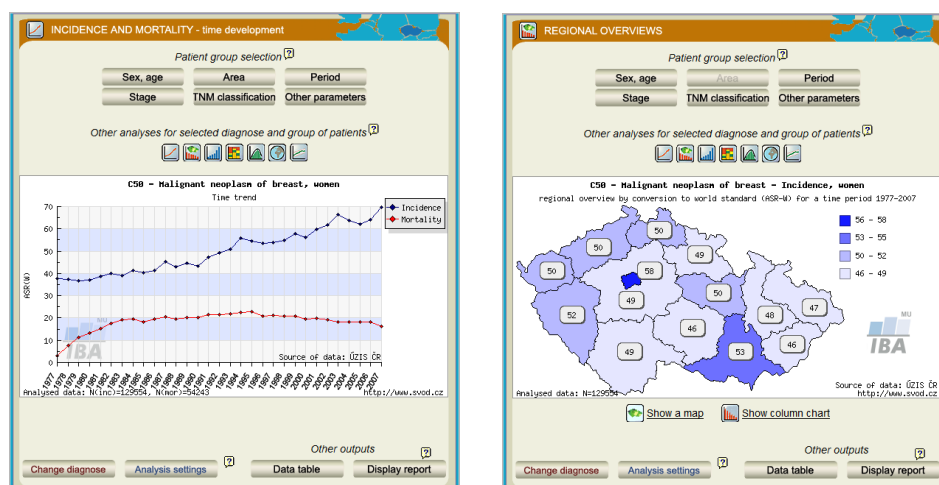 INCIDENCE AND MORTALITY - time development
Patient group selection ?
Sex, age Area Period
Stage TNM classification Other parameters
Other analyses for selected diagnose and group of patients ?
C50 - Malignant neoplasm of breast, women
Time trend
Incidence
Mortality
ASR(W)
70
60
50
40
30
20
10
0
1977 1978 1979 1980 1981 1982 1983 1984 1985 1986 1987 1988 1989 1990 1991 1992 1993 1994 1995 1996 1997 1998 1999 2000 2001 2002 2003 2004 2005 2006 2007
MU
IBA
Source of data: ÚZIS ČR
Analysed data: N(inc)=129554, N(mor)=54243
http://www.svod.cz
Other outputs
Change diagnose Analysis settings ? Data table Display report ?
REGIONAL OVERVIEWS
Patient group selection ?
Sex, age Area Period
Stage TNM classification Other parameters
Other analyses for selected diagnose and group of patients ?
C50 - Malignant neoplasm of breast - Incidence, women
regional overview by conversion to world standard (ASR-W) for a time period 1977-2007
56 - 58
53 - 55
50 - 52
46 - 49
50
50
49
50
58
50
49
52
47
48
46
46
53
49
MU
IBA
Source of data: ÚZIS ČR
Analysed data: N=129554
http://www.svod.cz
Show a map Show column chart
Other outputs
Change diagnose Analysis settings ? Data table Display report ?